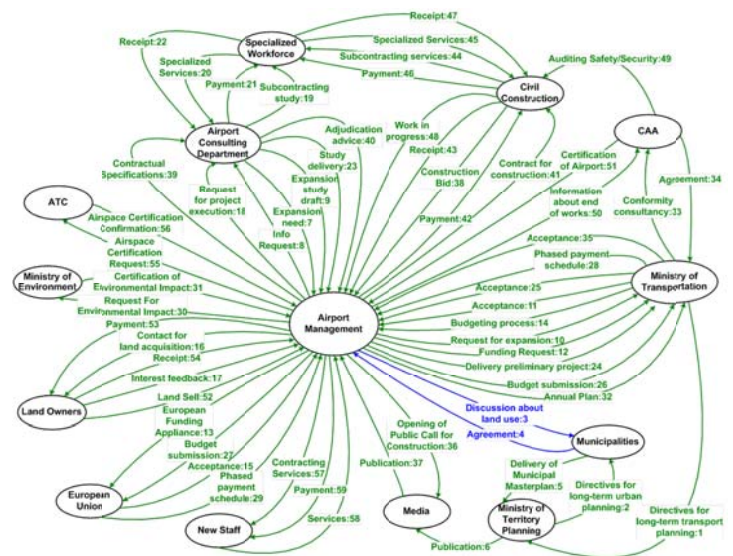 Receipt:47
Receipt:22
Specialized
Workforce
Specialized Services:45
Specialized
Services:20
Subcontracting services:44
Auditing Safety/Security:49
Payment:46
Payment:21
Subcontracting
study:19
Civil
Construction
Airport
Consulting
Department
Adjudication
advice:40
Work in
progress:48
CAA
Study
delivery:23
Receipt:43
Certification
of Airport:51
Contractual
Specifications:39
Expansion
study
draft:9
Construction
Bid:38
Contract for
construction:41
Agreement:34
Request
for project
execution:18
Expansion
need:7
Information
about end
of works:50
Conformity
consultancy:33
ATC
Info
Request:8
Payment:42
Airspace Certification
Confirmation:56
Airspace
Certification
Request:55
Acceptance:35
Phased payment
schedule:28
Ministry of
Environment
Certification of
Environmental Impact:31
Ministry of
Transportation
Acceptance:25
Request For
Environmental Impact:30
Airport
Management
Acceptance:11
Payment:53
Budgeting process:14
Contact for
land acquisition:16
Request for expansion:10
Funding Request:12
Receipt:54
Delivery preliminary project:24
Interest feedback:17
Budget submission:26
Annual Plan:32
Land Owners
Land Sell:52
European
Funding
Appliance:13
Discussion about
land use:3
Budget
submission:27
Opening of
Public Call for
Construction:36
Agreement:4
Municipalities
Acceptance:15
Contracting
Services:57
Publication:37
Delivery of
Municipal
Masterplan:5
Phased
payment
schedule:29
Directives for
long-term urban
planning:2
Payment:59
European
Union
Services:58
Media
Ministry of
Territory
Planning
Directives for
long-term transport
planning:1
New Staff
Publication:6